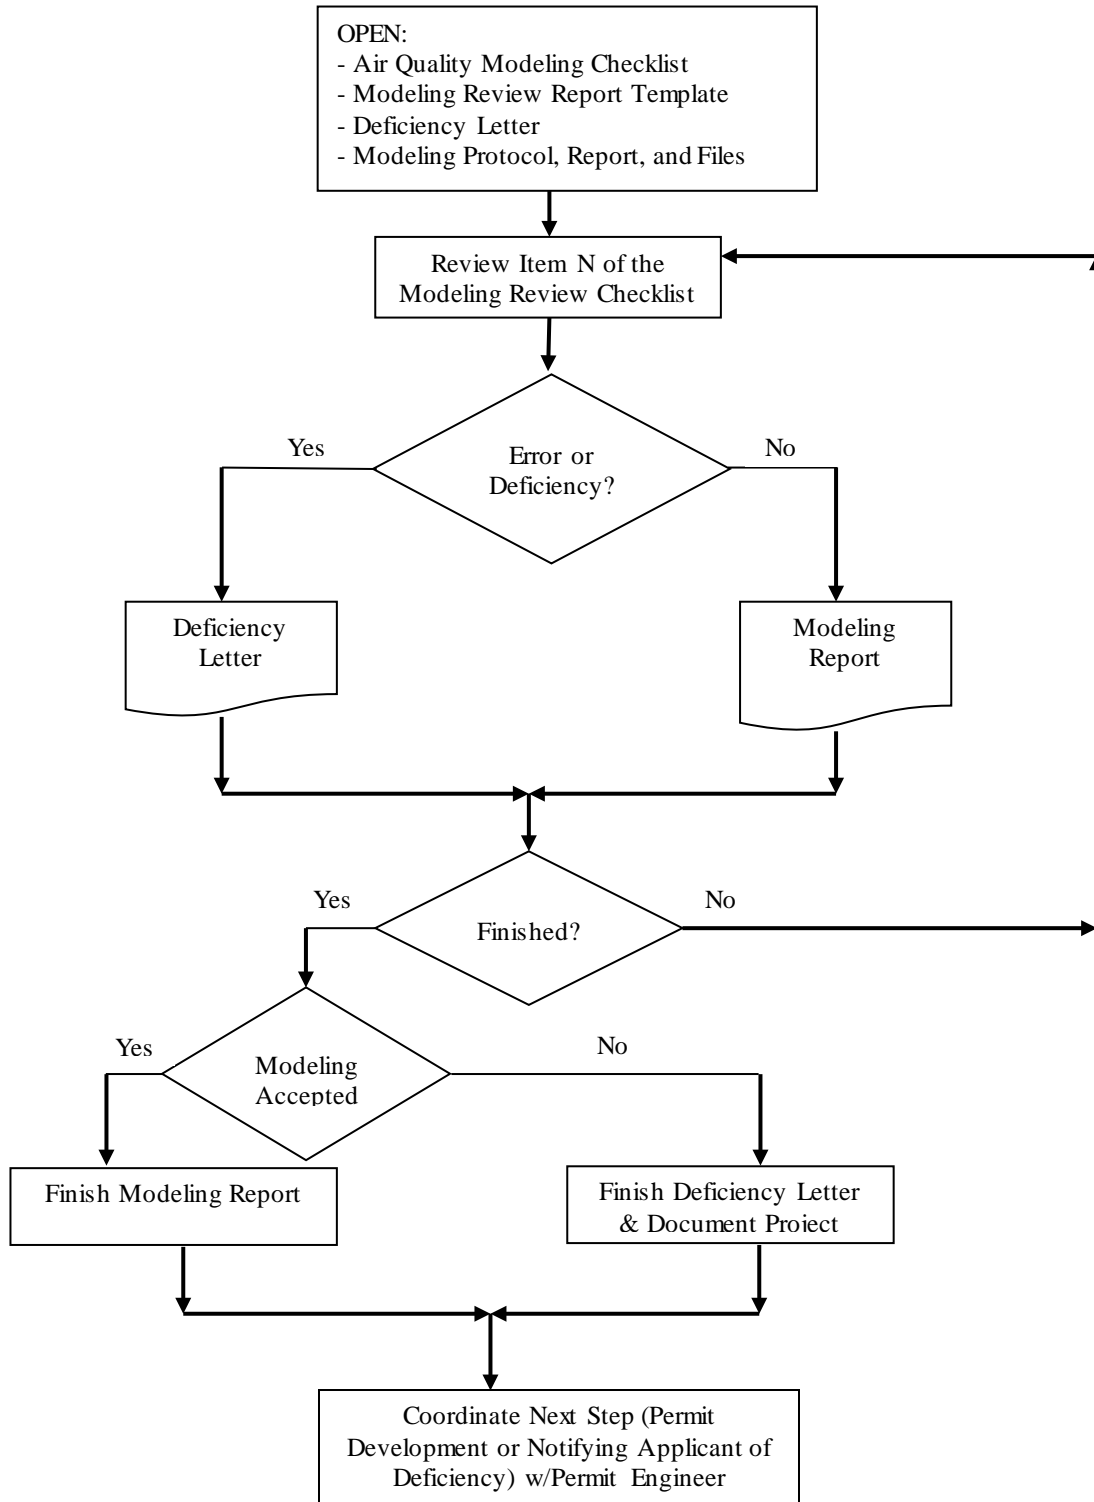 OPEN:
- Air Quality Modeling Checklist
- Modeling Review Report Template
- Deficiency Letter
- Modeling Protocol, Report, and Files
Review Item N of the
Modeling Review Checklist
Yes
No
Error or
Deficiency?
Deficiency
Letter
Modeling
Report
Yes
No
Finished?
Yes
No
Modeling
Accepted
Finish Modeling Report
Finish Deficiency Letter
& Document Project
Coordinate Next Step (Permit
Development or Notifying Applicant of
Deficiency) w/Permit Engineer